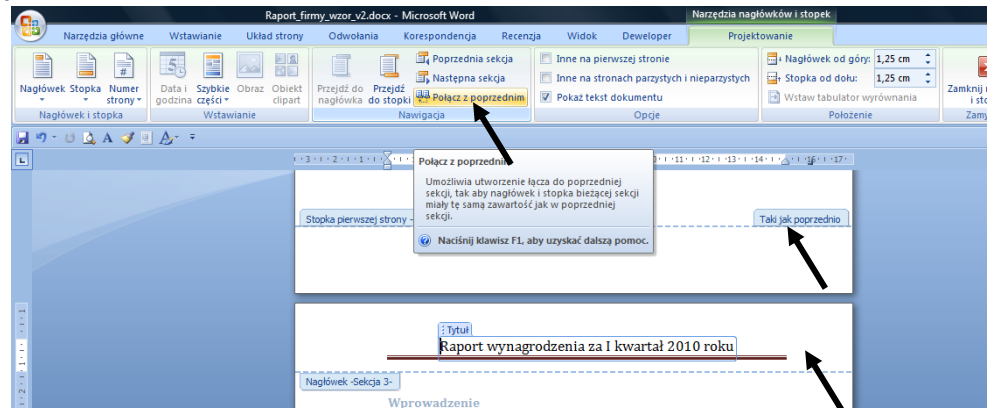 Raport_firmy_wzor_v2.docx - Microsoft Word
Narzędzia nagłówków i stopek
Narzędzia główne Wstawianie Układ strony Odwołania Korespondencja Recenzja Widok Deweloper Projektowanie
Nagłówek Stopka Numer strony
Data i godzina Szybkie części Obraz Obiekt clipart
Przejdź do nagłówka Przejdź do stopki
Poprzednia sekcja
Następna sekcja
Połącz z poprzednim
Inne na pierwszej stronie
Inne na stronach parzystych i nieparzystych
Pokaż tekst dokumentu
Nagłówek od góry: 1,25 cm
Stopka od dołu: 1,25 cm
Wstaw tabulator wyrównania
Zamknij
Nagłówek i stopka Wstawianie Nawigacja Opcje Położenie
Połącz z poprzednim
Umożliwia utworzenie łącza do poprzedniej
sekcji, tak aby nagłówek i stopka bieżącej sekcji
miały tę samą zawartość jak w poprzedniej
sekcji.
Naciśnij klawisz F1, aby uzyskać dalszą pomoc.
Stopka pierwszej strony -
Taki jak poprzednio
Tytuł
Raport wynagrodzenia za I kwartał 2010 roku
Nagłówek -Sekcja 3-
Wprowadzenie